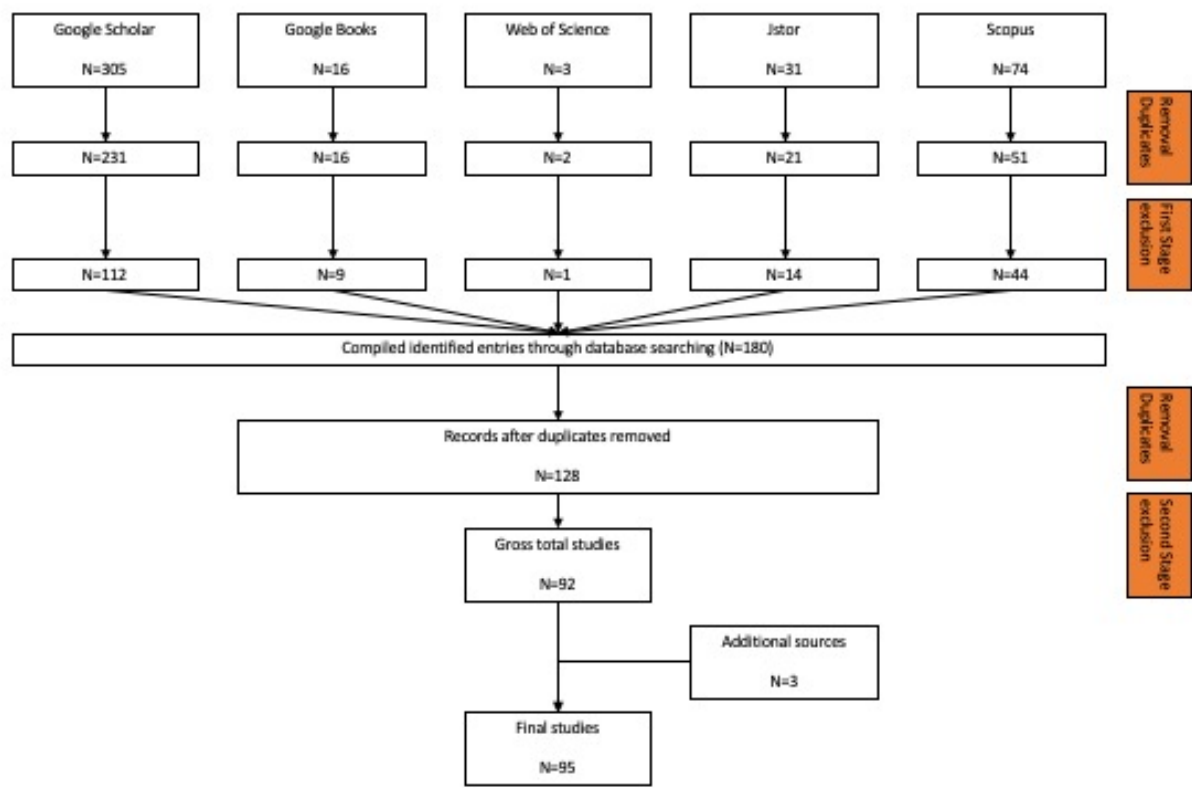 Google Scholar
N=305
Google Books
N=16
Web of Science
N=3
Jstor
N=31
Scopus
N=74
Removal
Duplicates
N=231
N=16
N=2
N=21
N=51
First Stage
exclusion
N=112
N=9
N=1
N=14
N=44
Compiled identified entries through database searching (N=180)
Removal
Duplicates
Records after duplicates removed
N=128
Second Stage
exclusion
Gross total studies
N=92
Additional sources
N=3
Final studies
N=95